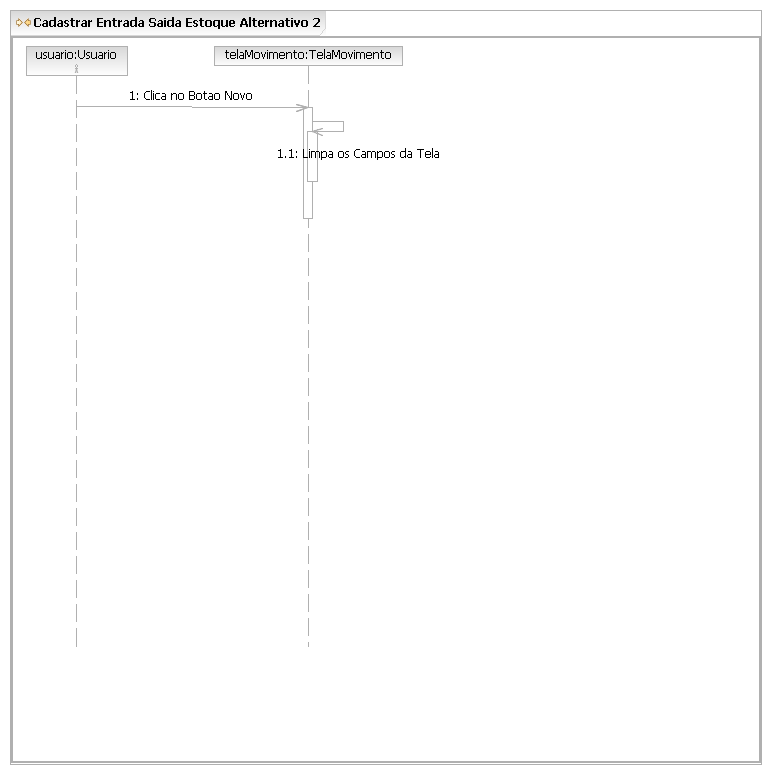 Cadastrar Entrada Saida Estoque Alternativo 2
usuario:Usuario
telaMovimento:TelaMovimento
1: Clica no Botao Novo
1.1: Limpa os Campos da Tela